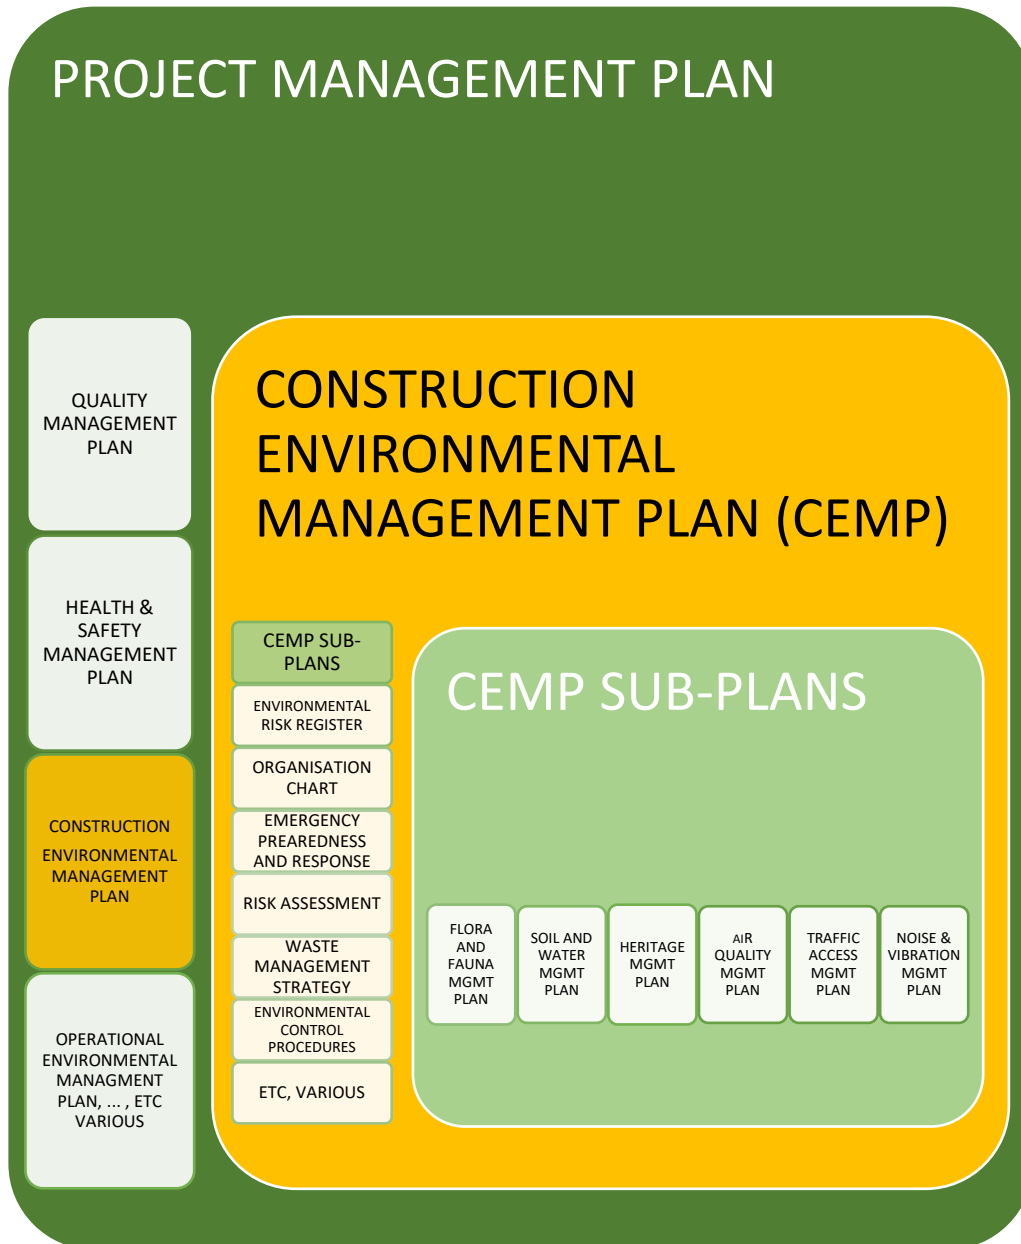 PROJECT MANAGEMENT PLAN
QUALITY
MANAGEMENT
PLAN
HEALTH &
SAFETY
MANAGEMENT
PLAN
CONSTRUCTION
ENVIRONMENTAL
MANAGEMENT
PLAN
OPERATIONAL
ENVIRONMENTAL
MANAGMENT
PLAN, ... , ETC
VARIOUS
CONSTRUCTION
ENVIRONMENTAL
MANAGEMENT PLAN (CEMP)
CEMP SUB-
PLANS
ENVIRONMENTAL
RISK REGISTER
ORGANISATION
CHART
EMERGENCY
PREAREDNESS
AND RESPONSE
RISK ASSESSMENT
WASTE
MANAGEMENT
STRATEGY
ENVIRONMENTAL
CONTROL
PROCEDURES
ETC, VARIOUS
CEMP SUB-PLANS
FLORA
AND
FAUNA
MGMT
PLAN
SOIL AND
WATER
MGMT
PLAN
HERITAGE
MGMT
PLAN
AIR
QUALITY
MGMT
PLAN
TRAFFIC
ACCESS
MGMT
PLAN
NOISE &
VIBRATION
MGMT
PLAN